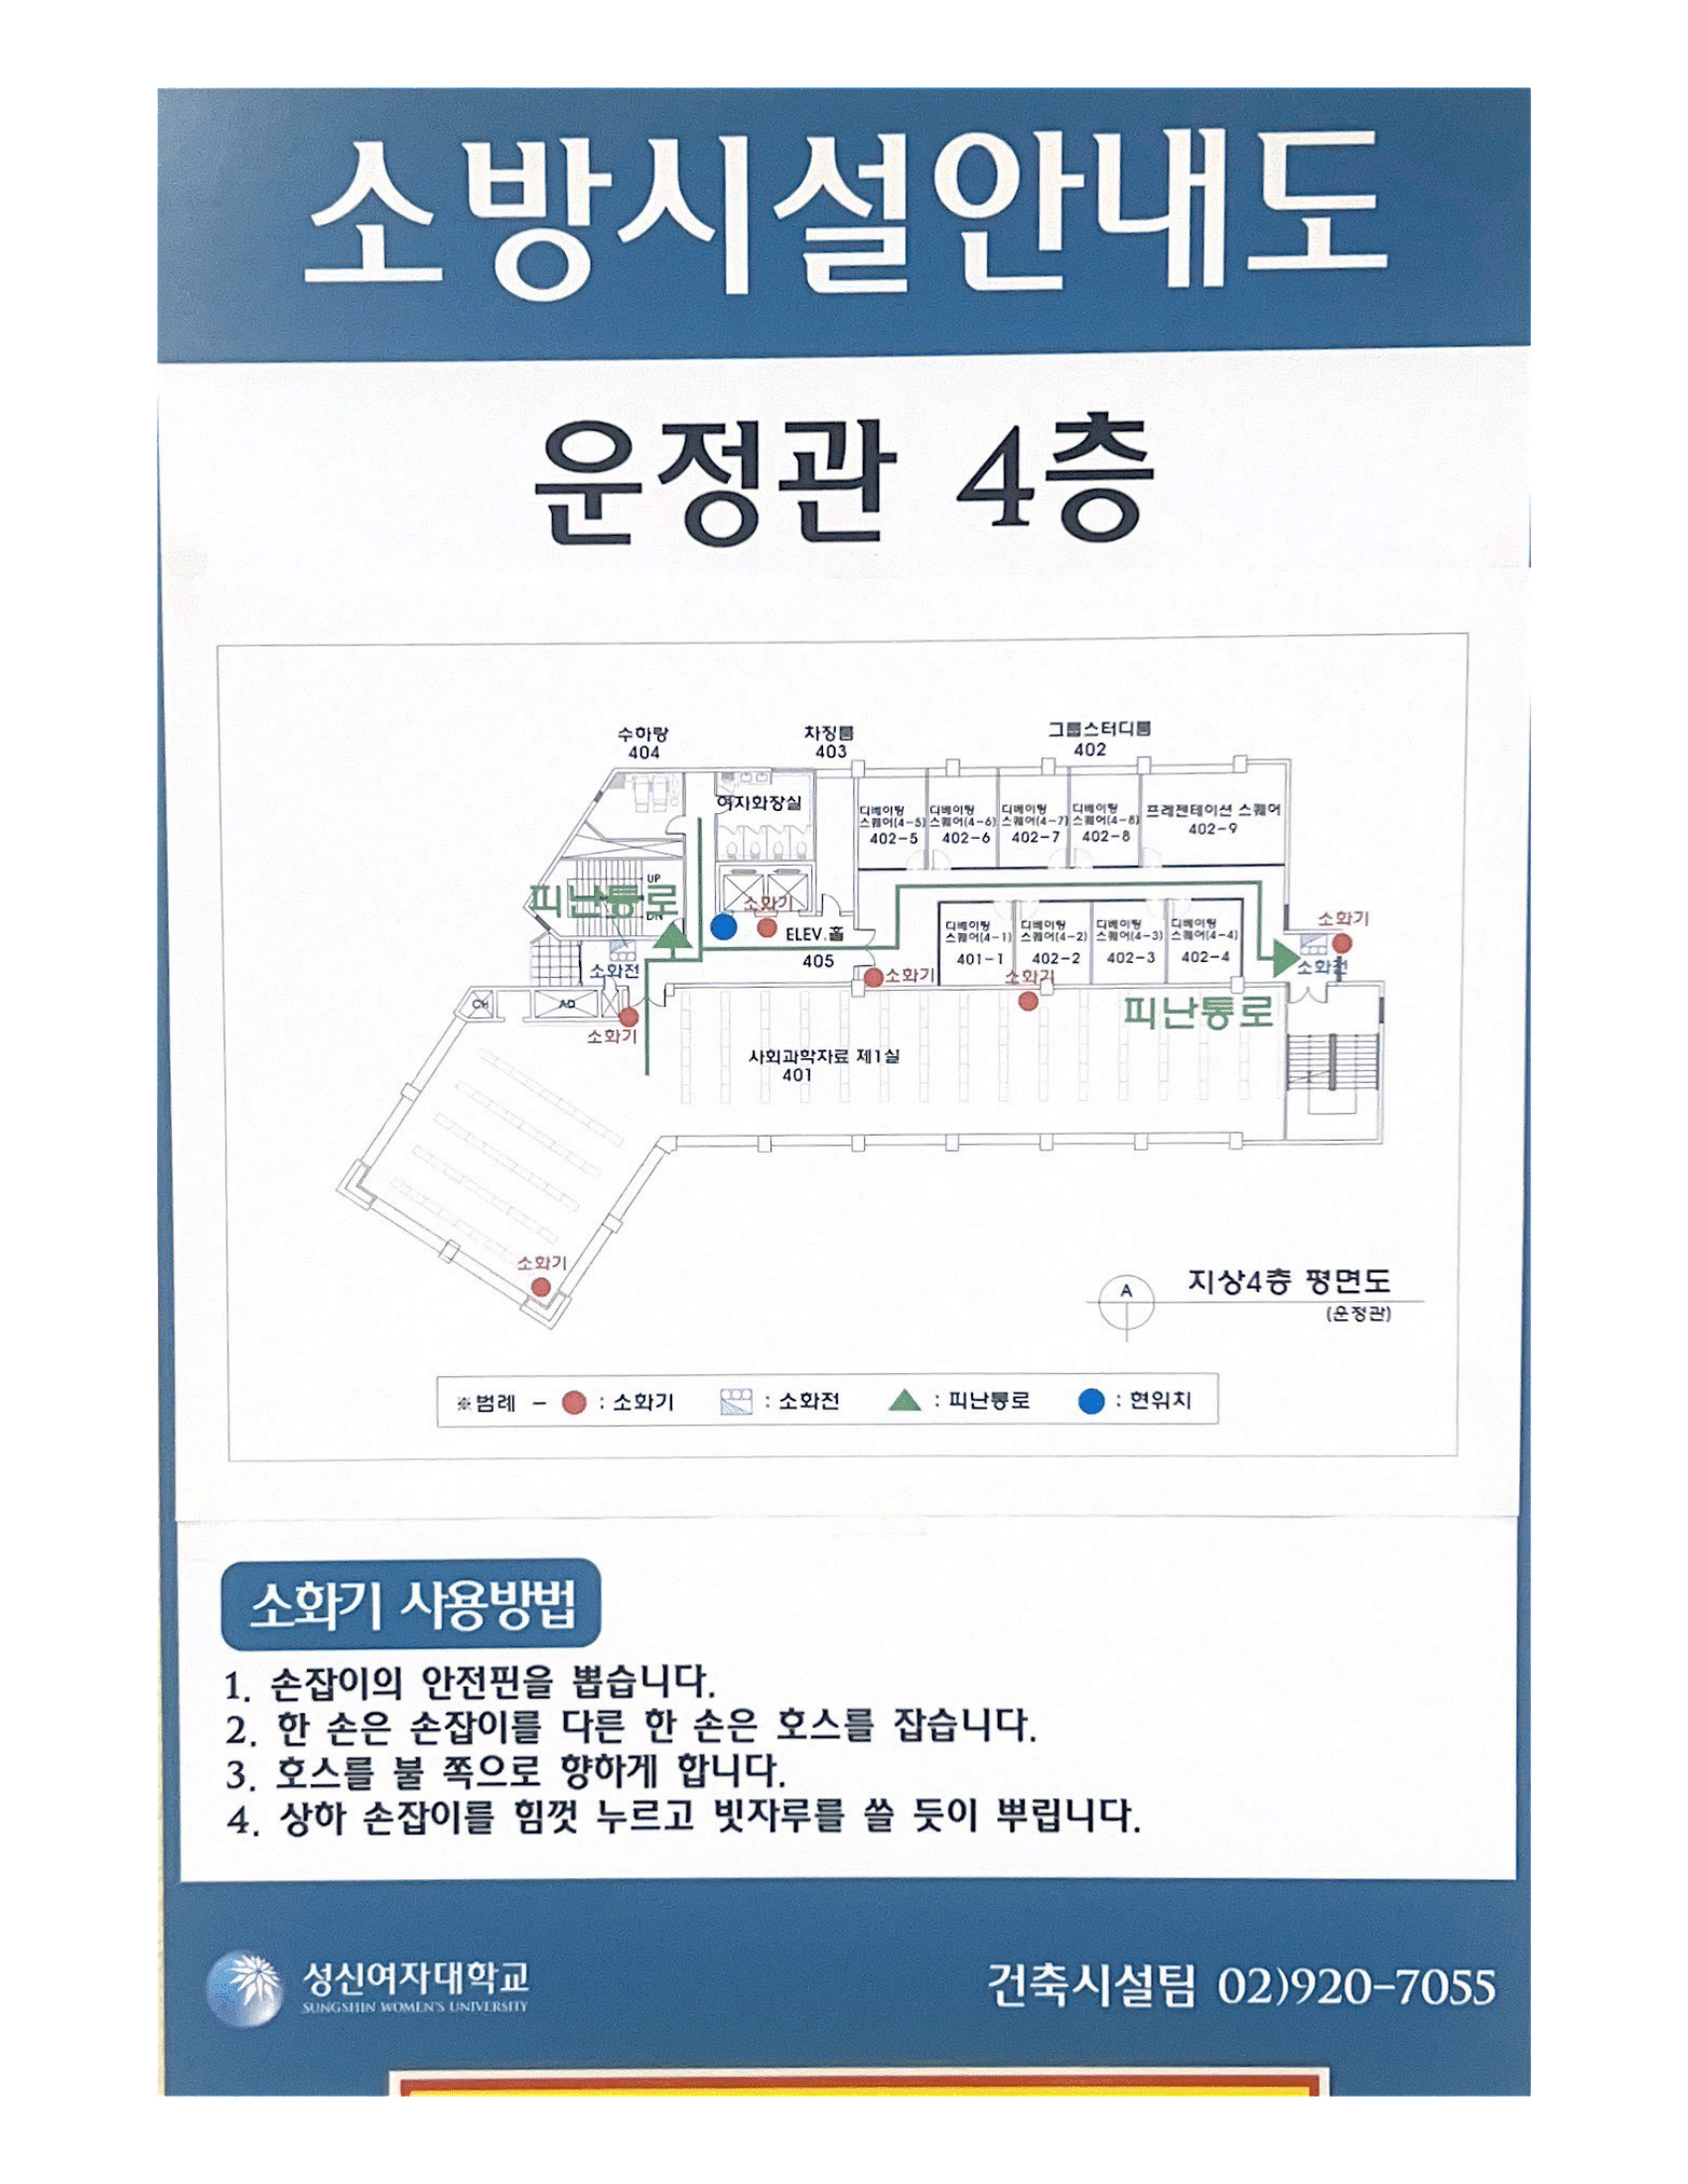 소방시설안내도
운정관 4층
수하랑
404
차징룸
403
그룹스터디룸
402
여자화장실
디베이팅
스퀘어(4-5)
402-5
디베이팅
스퀘어(4-6)
402-6
디베이팅
스퀘어(4-7)
402-7
디베이팅
스퀘어(4-8)
402-8
프레젠테이션 스퀘어
402-9
UP
피난통로
DN
소화기
ELEV.홀
405
소화전
디베이팅
스퀘어(4-1)
401-1
디베이팅
스퀘어(4-2)
402-2
디베이팅
스퀘어(4-3)
402-3
디베이팅
스퀘어(4-4)
402-4
소화기
소화전
소화기
소화기
피난통로
CH
AD
소화기
사회과학자료 제1실
401
소화기
A
지상4층 평면도
(운정관)
※범례 - : 소화기 : 소화전 : 피난통로 : 현위치
소화기 사용방법
1. 손잡이의 안전핀을 뽑습니다.
2. 한 손은 손잡이를 다른 한 손은 호스를 잡습니다.
3. 호스를 불 쪽으로 향하게 합니다.
4. 상하 손잡이를 힘껏 누르고 빗자루를 쓸 듯이 뿌립니다.
성신여자대학교
SUNGSHIN WOMEN'S UNIVERSITY
건축시설팀 02)920-7055